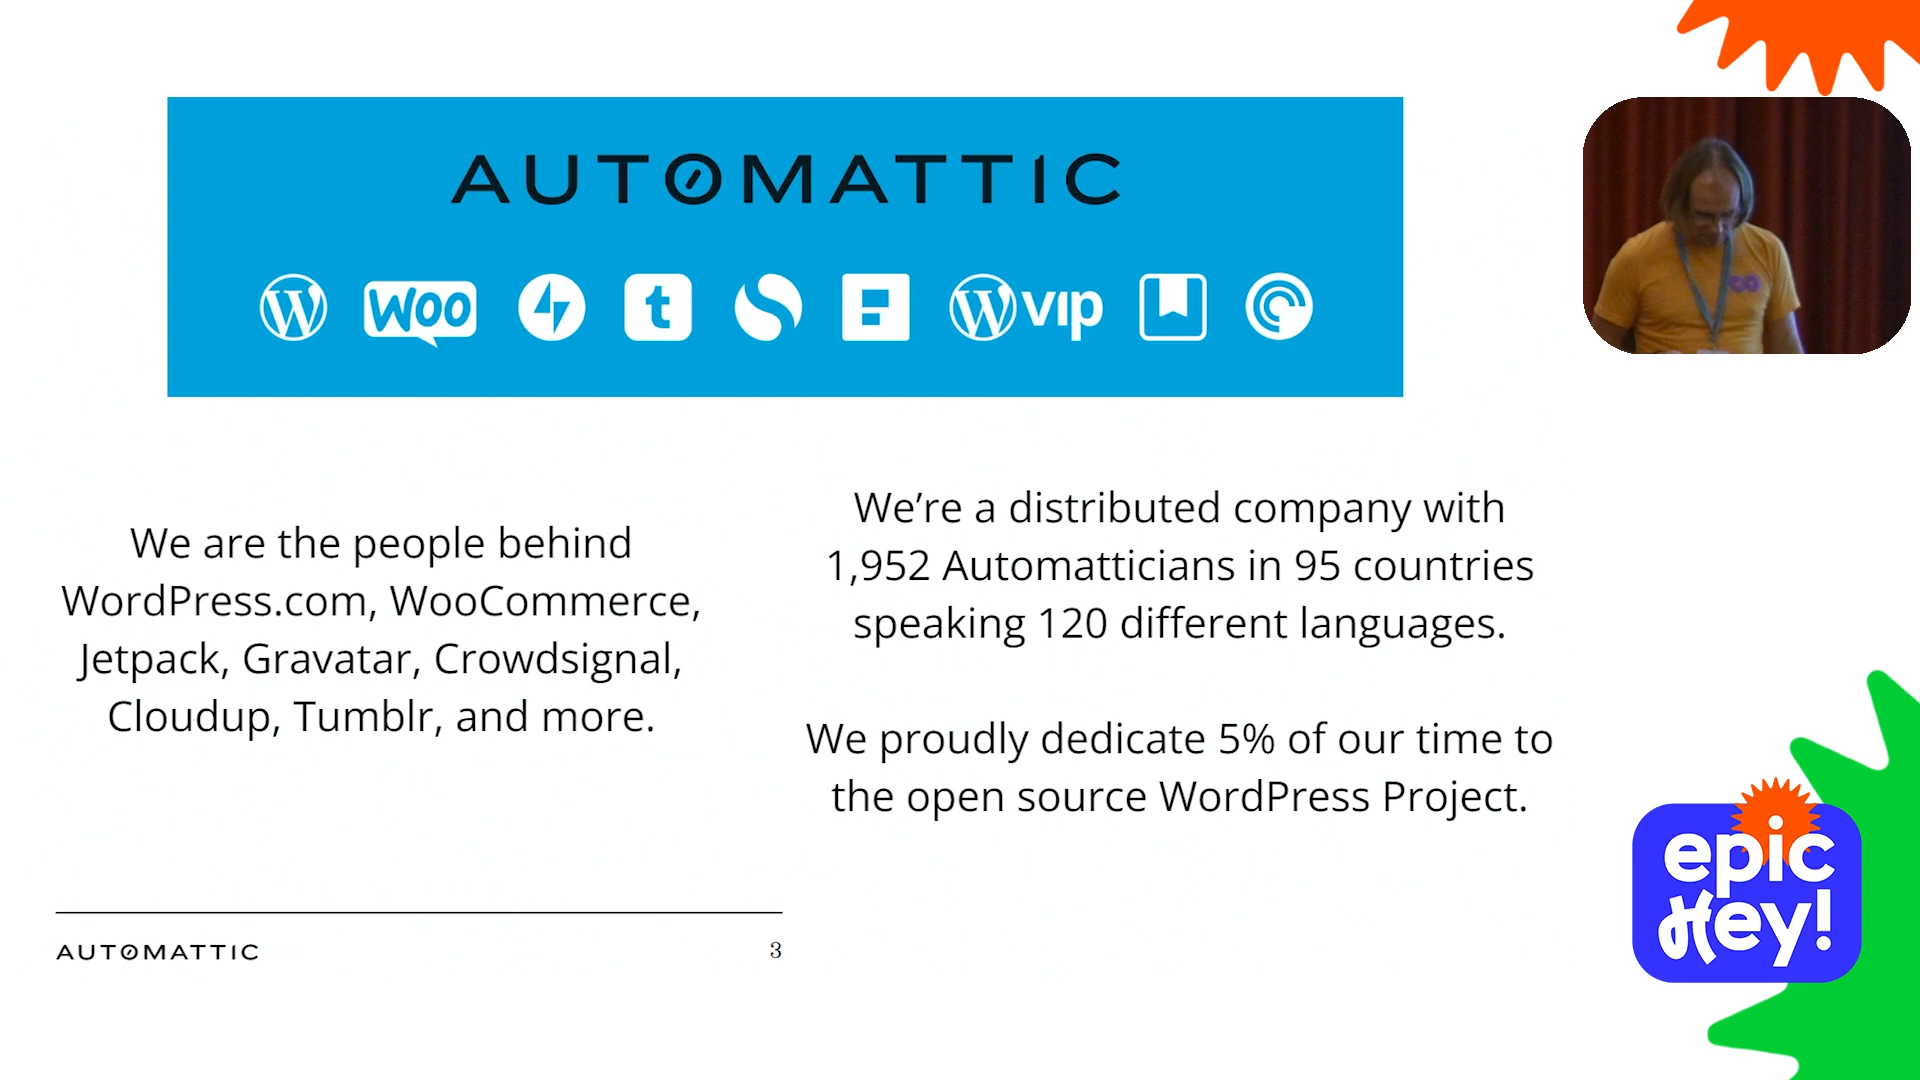 AUTOMATTIC
WOO
t
VIP
We are the people behind
WordPress.com, WooCommerce,
Jetpack, Gravatar, Crowdsignal,
Cloudup, Tumblr, and more.
We’re a distributed company with
1,952 Automatticians in 95 countries
speaking 120 different languages.
We proudly dedicate 5% of our time to
the open source WordPress Project.
AUTOMATTIC
3
epic
Hey!